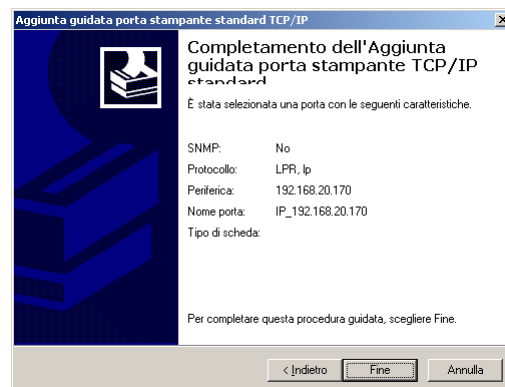 Aggiunta guidata porta stampante standard TCP/IP
Completamento dell'Aggiunta
guidata porta stampante TCP/IP
standard
È stata selezionata una porta con le seguenti caratteristiche.
SNMP: No
Protocollo: LPR, lp
Periferica: 192.168.20.170
Nome porta: IP_192.168.20.170
Tipo di scheda:
Per completare questa procedura guidata, scegliere Fine.
< Indietro Fine Annulla